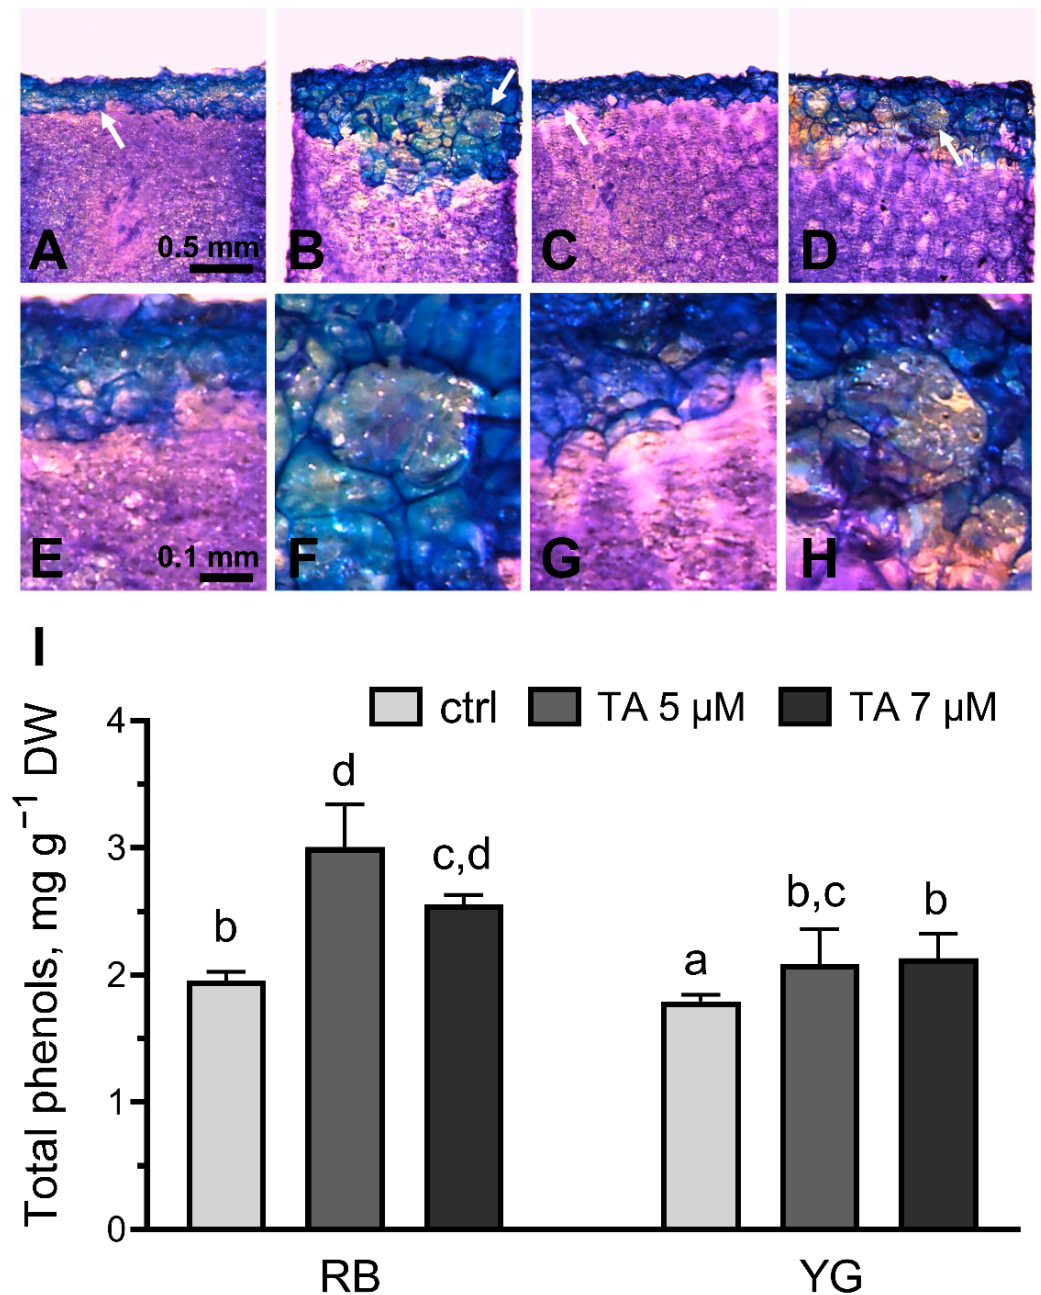 A
0.5 mm
B
C
D
E
0.1 mm
F
G
H
I
ctrl
TA 5 µM
TA 7 µM
Total phenols, mg g⁻¹ DW
4
3
2
1
0
b
d
c,d
a
b,c
b
RB
YG